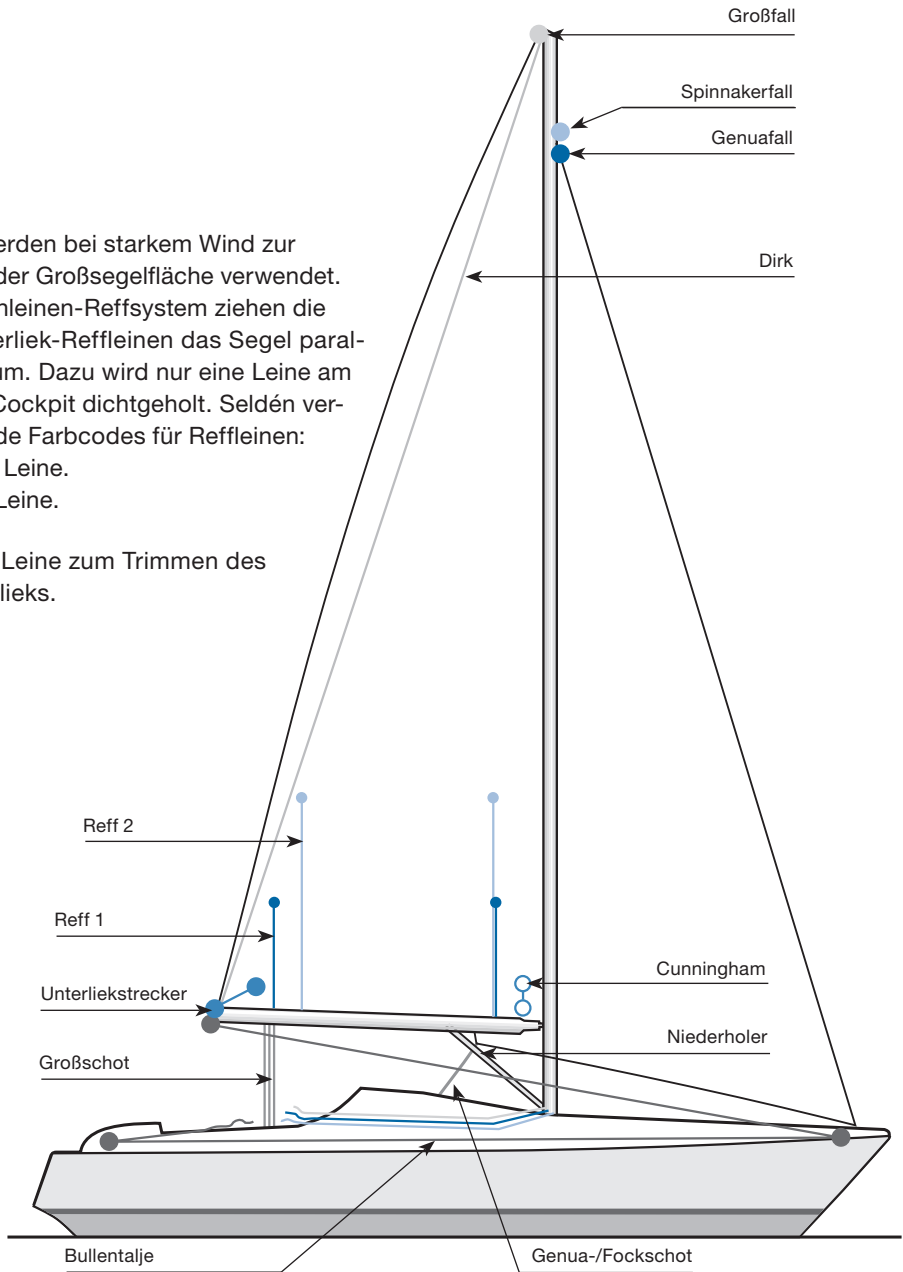 Großfall
Spinnakerfall
Genuafall
erden bei starkem Wind zur
der Großsegelfläche verwendet.
nleinen-Reffsystem ziehen die
erliek-Reffleinen das Segel paral-
um. Dazu wird nur eine Leine am
Cockpit dichtgeholt. Seldén ver-
de Farbcodes für Reffleinen:
Leine.
Leine.
Leine zum Trimmen des
lieks.
Dirk
Reff 2
Reff 1
Unterliekstrecker
Großschot
Cunningham
Niederholer
Bullentalje
Genua-/Fockschot